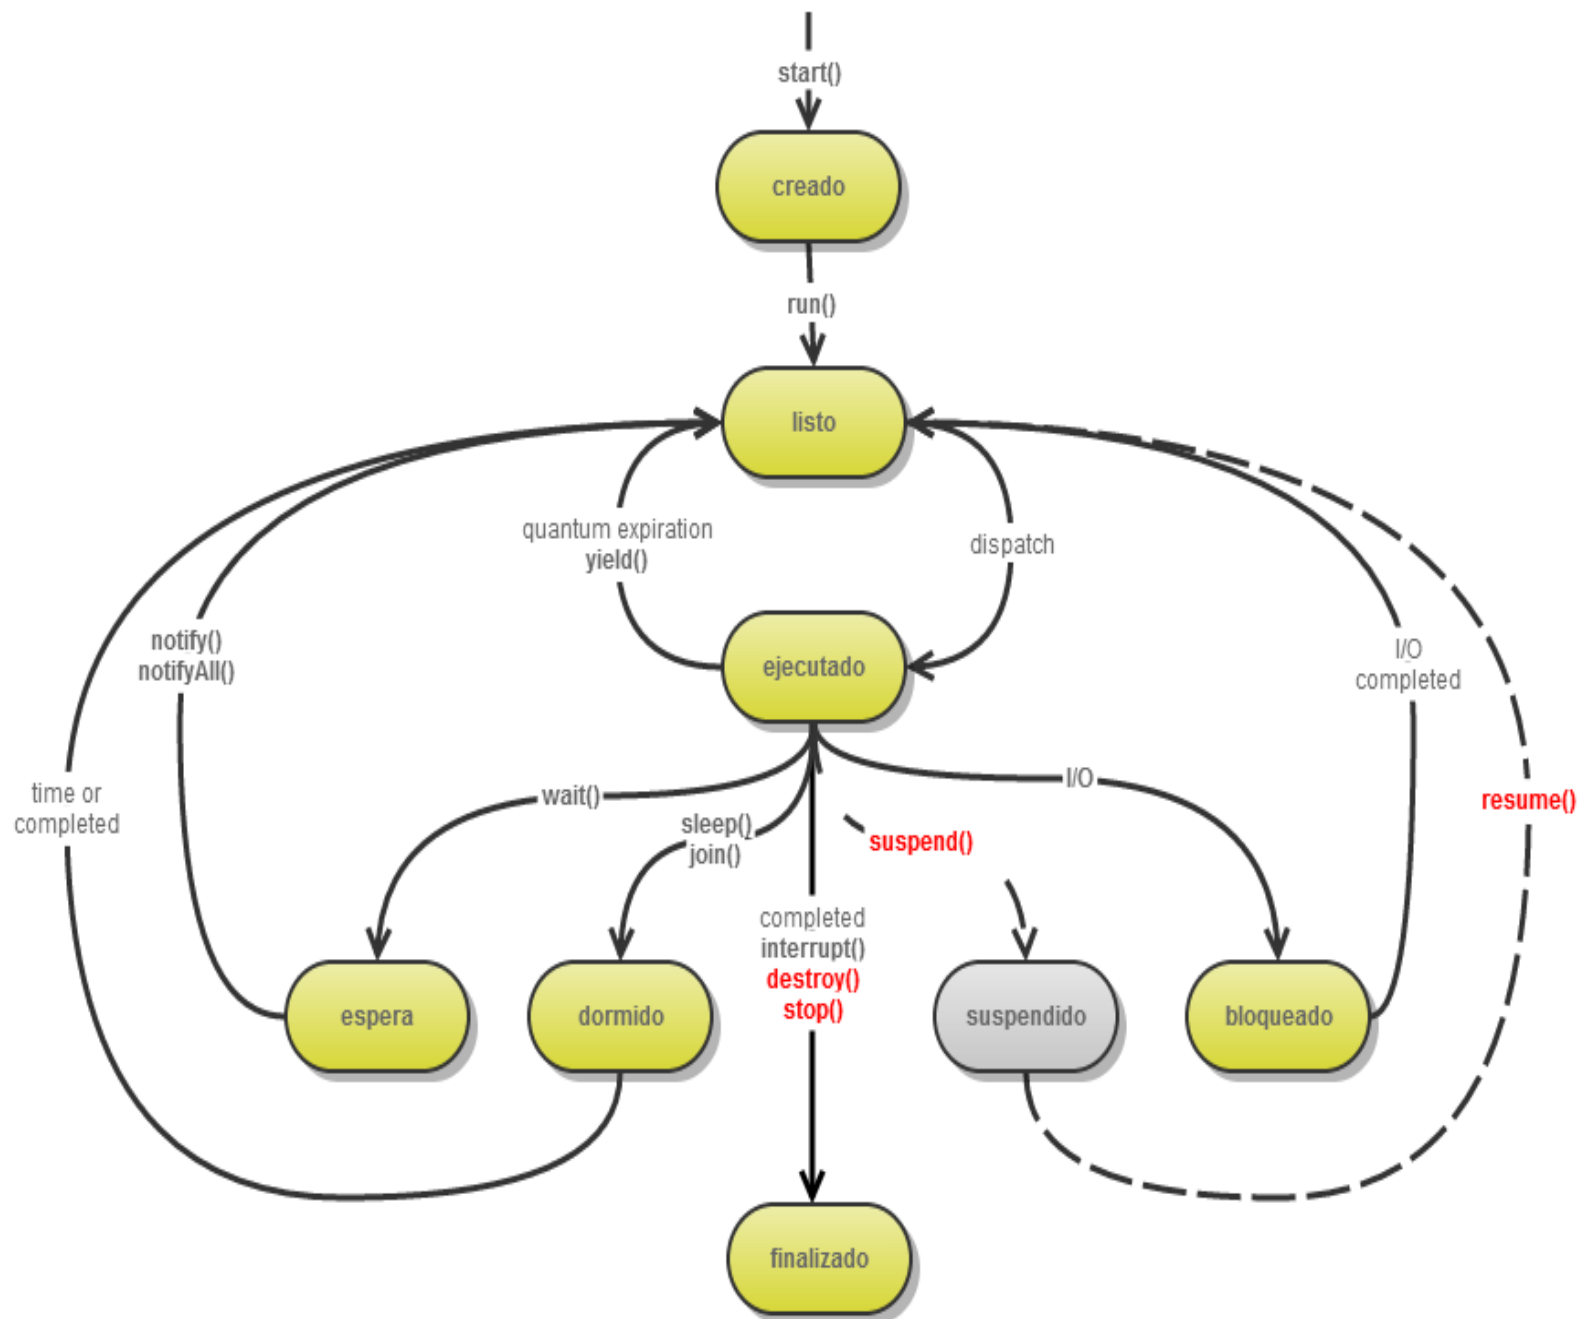 start()
creado
run()
listo
quantum expiration
yield()
dispatch
ejecutado
notify()
notifyAll()
I/O
completed
time or
completed
wait()
sleep()
join()
I/O
suspend()
resume()
completed
interrupt()
destroy()
stop()
espera
dormido
suspendido
bloqueado
finalizado